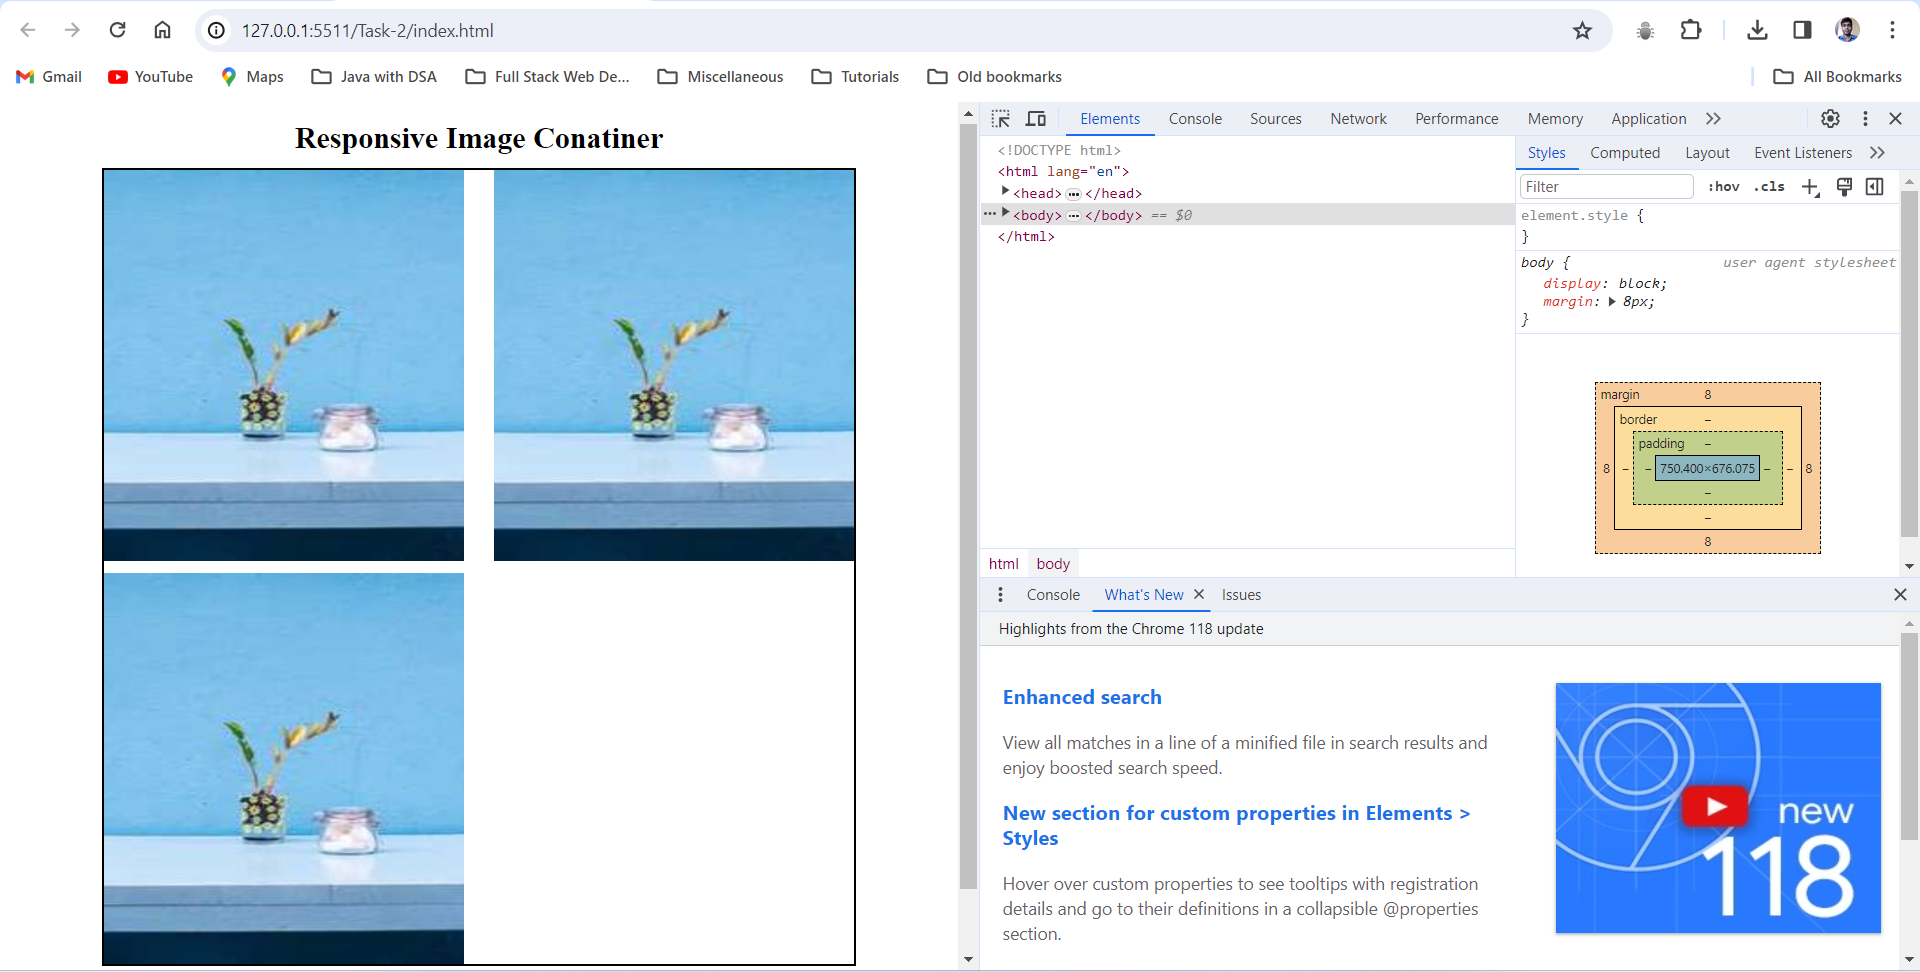 127.0.0.1:5511/Task-2/index.html
Gmail YouTube Maps Java with DSA Full Stack Web De... Miscellaneous Tutorials Old bookmarks All Bookmarks
Responsive Image Conatiner
Elements Console Sources Network Performance Memory Application
<!DOCTYPE html>
<html lang="en">
<head> ••• </head>
••• <body> ••• </body> == $0
</html>
html body
Styles Computed Layout Event Listeners
Filter :hov .cls
element.style {
}
body { user agent stylesheet
display: block;
margin: 8px;
}
margin 8
border –
padding –
8 – – 750.400×676.075 – – 8
–
–
8
Console What's New Issues
Highlights from the Chrome 118 update
Enhanced search
View all matches in a line of a minified file in search results and
enjoy boosted search speed.
New section for custom properties in Elements >
Styles
Hover over custom properties to see tooltips with registration
details and go to their definitions in a collapsible @properties
section.
new
118